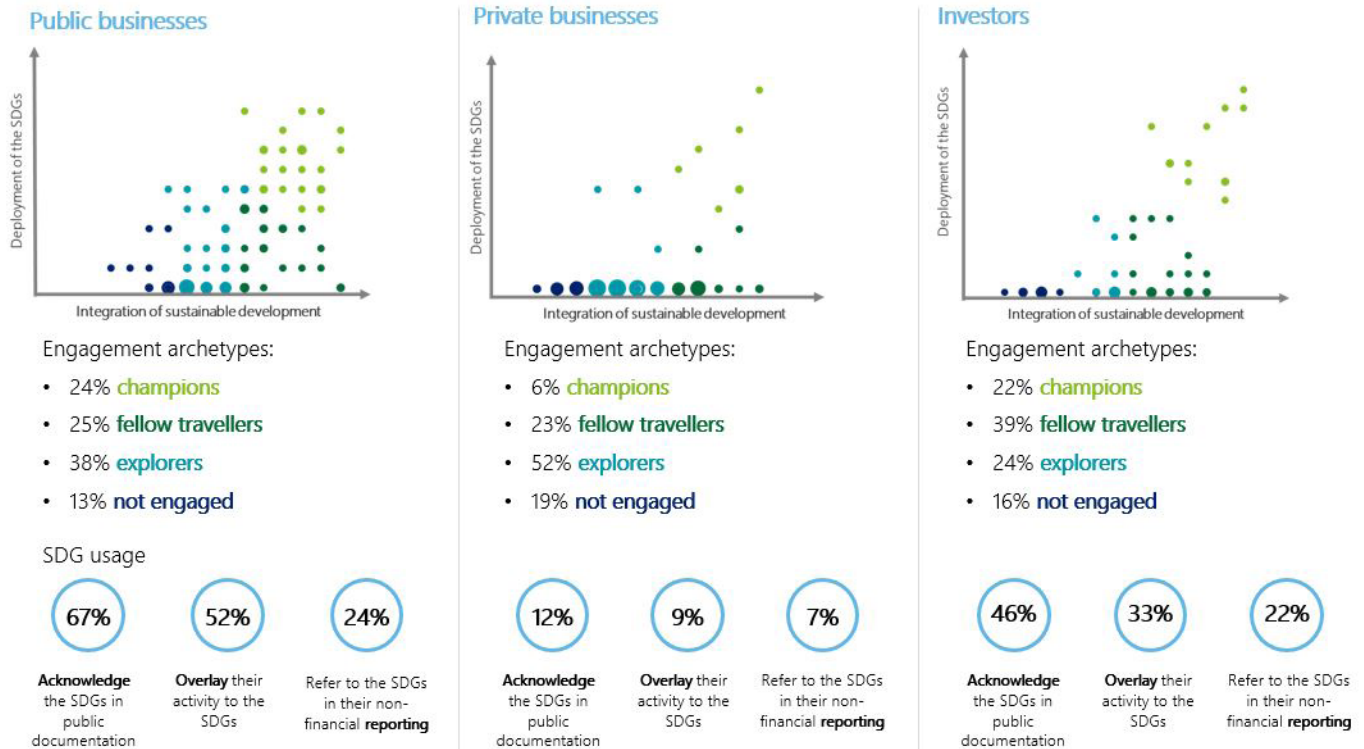 Public businesses
Deployment of the SDGs
Integration of sustainable development
Engagement archetypes:
• 24% champions
• 25% fellow travellers
• 38% explorers
• 13% not engaged
SDG usage
67%
52%
24%
Acknowledge
the SDGs in
public
documentation
Overlay their
activity to the
SDGs
Refer to the SDGs
in their non-
financial reporting
Private businesses
Deployment of the SDGs
Integration of sustainable development
Engagement archetypes:
• 6% champions
• 23% fellow travellers
• 52% explorers
• 19% not engaged
12%
9%
7%
Acknowledge
the SDGs in
public
documentation
Overlay their
activity to the
SDGs
Refer to the SDGs
in their non-
financial reporting
Investors
Deployment of the SDGs
Integration of sustainable development
Engagement archetypes:
• 22% champions
• 39% fellow travellers
• 24% explorers
• 16% not engaged
46%
33%
22%
Acknowledge
the SDGs in
public
documentation
Overlay their
activity to the
SDGs
Refer to the SDGs
in their non-
financial reporting